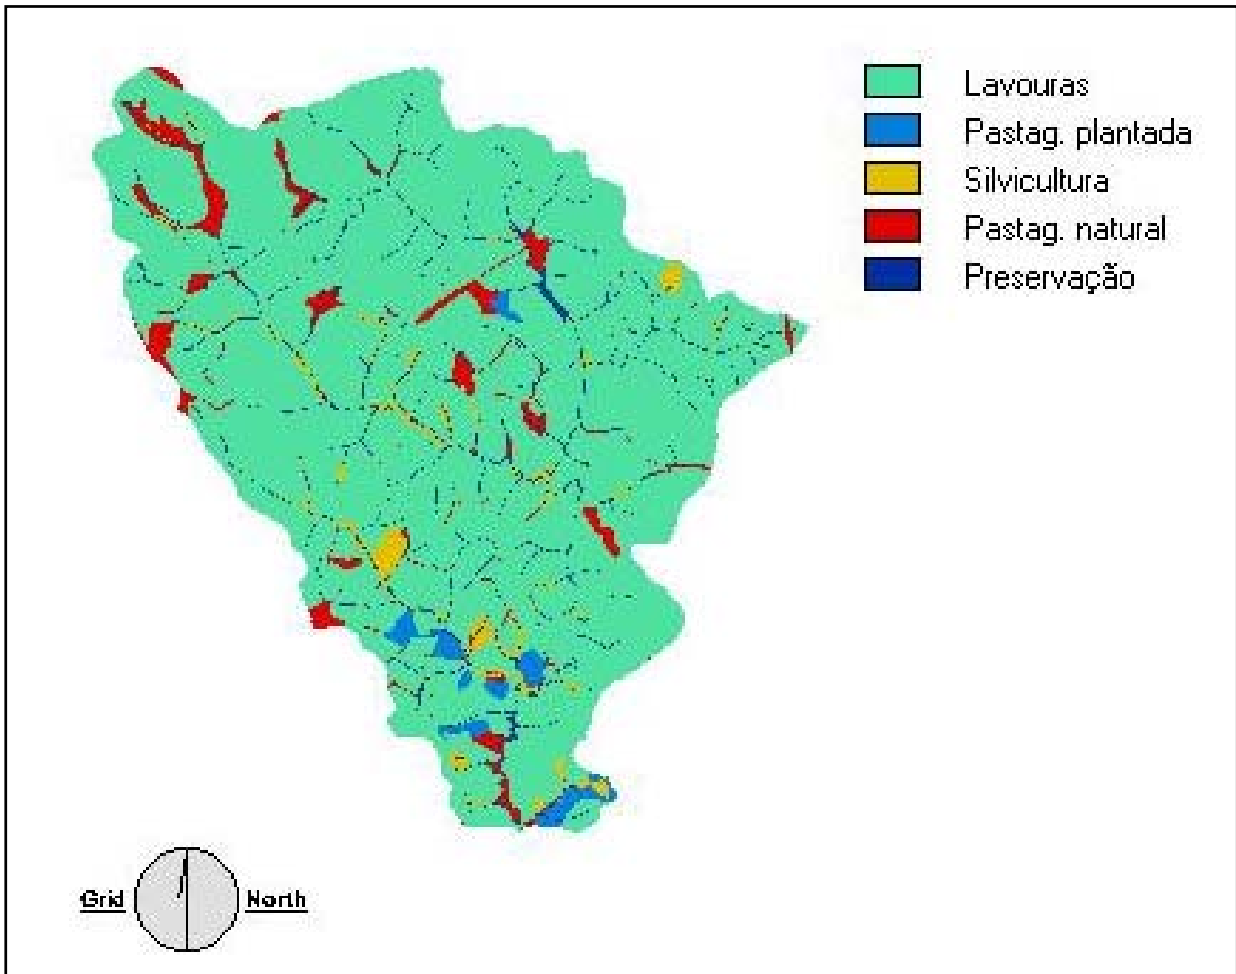 Lavouras
Pastag. plantada
Silvicultura
Pastag. natural
Preservação
Grid North